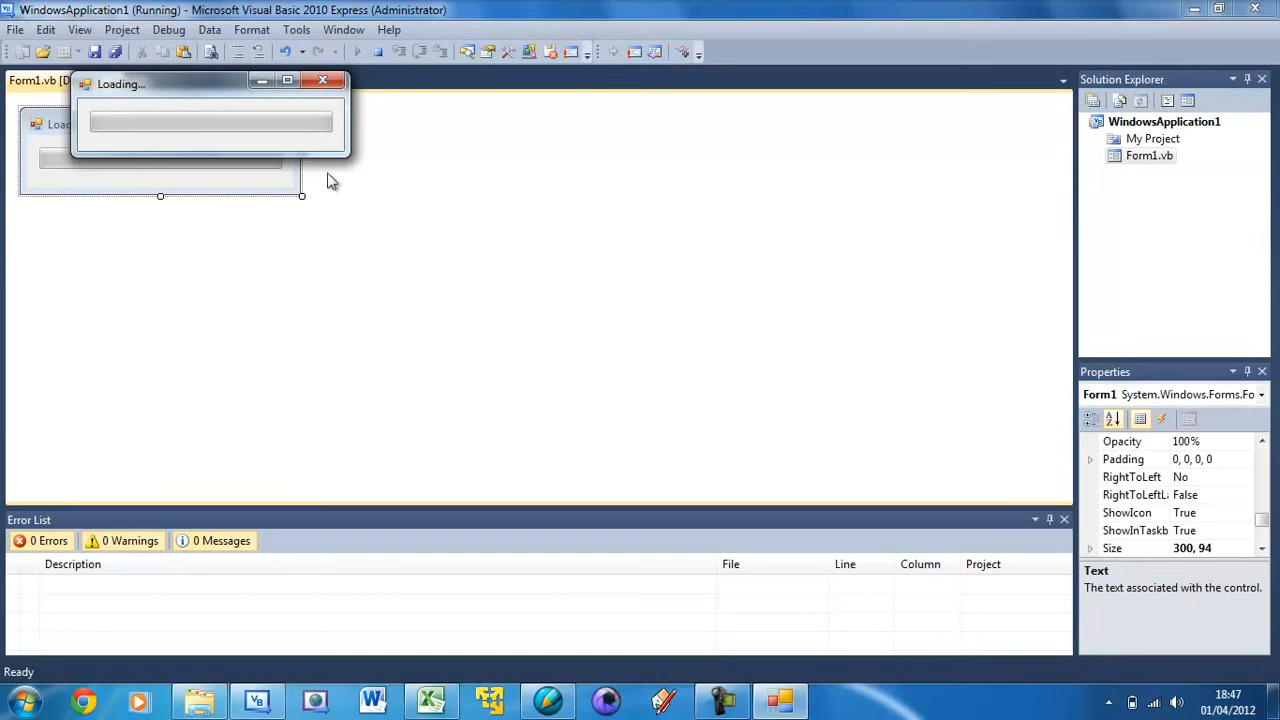 WindowsApplication1 (Running) - Microsoft Visual Basic 2010 Express (Administrator)
File Edit View Project Debug Data Format Tools Window Help
Form1.vb [D
Loading...
Load
Solution Explorer
WindowsApplication1
My Project
Form1.vb
Properties
Form1 System.Windows.Forms.Fo
Opacity 100%
Padding 0, 0, 0, 0
RightToLeft No
RightToLeftLa False
ShowIcon True
ShowInTaskb True
Size 300, 94
Text
The text associated with the control.
Error List
0 Errors 0 Warnings 0 Messages
Description File Line Column Project
Ready
18:47
01/04/2012